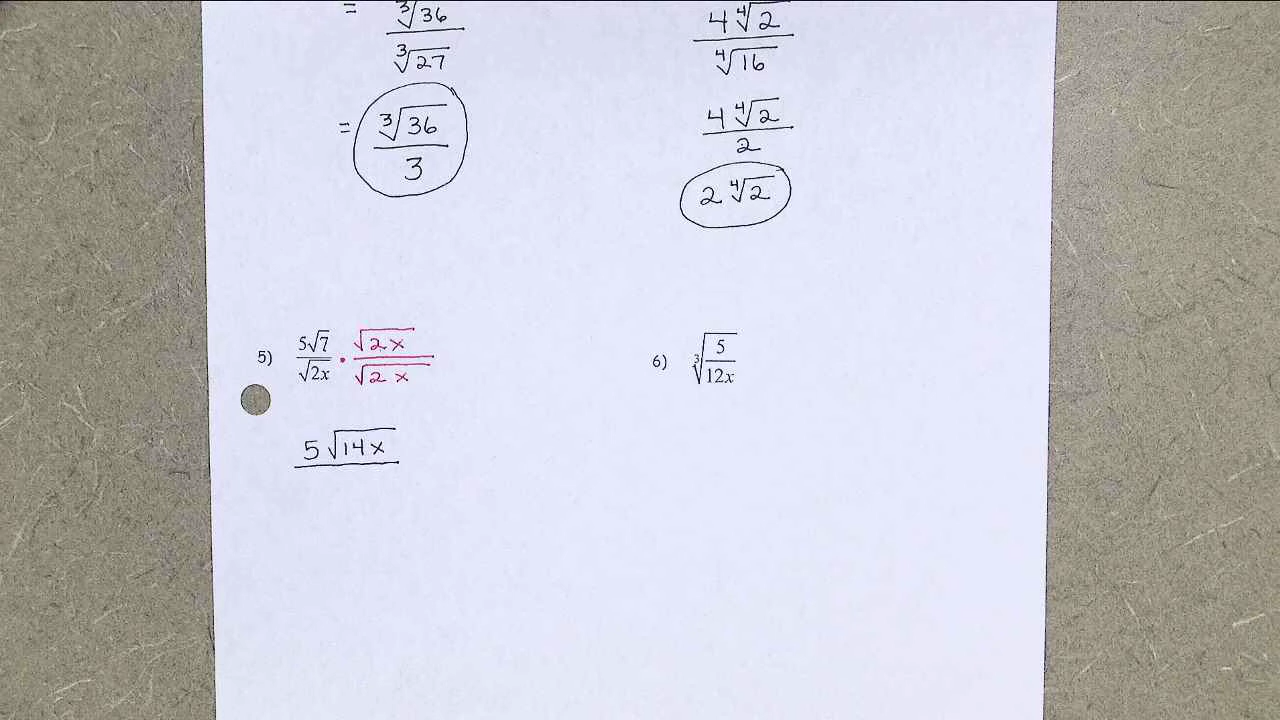 = ∛36 / ∛27
= ∛36 / 3
4 ∜2 / ∜16
4 ∜2 / 2
2 ∜2
5) 5√7 / √2x • √2x / √2x
5 √14x
6) ∛(5 / 12x)